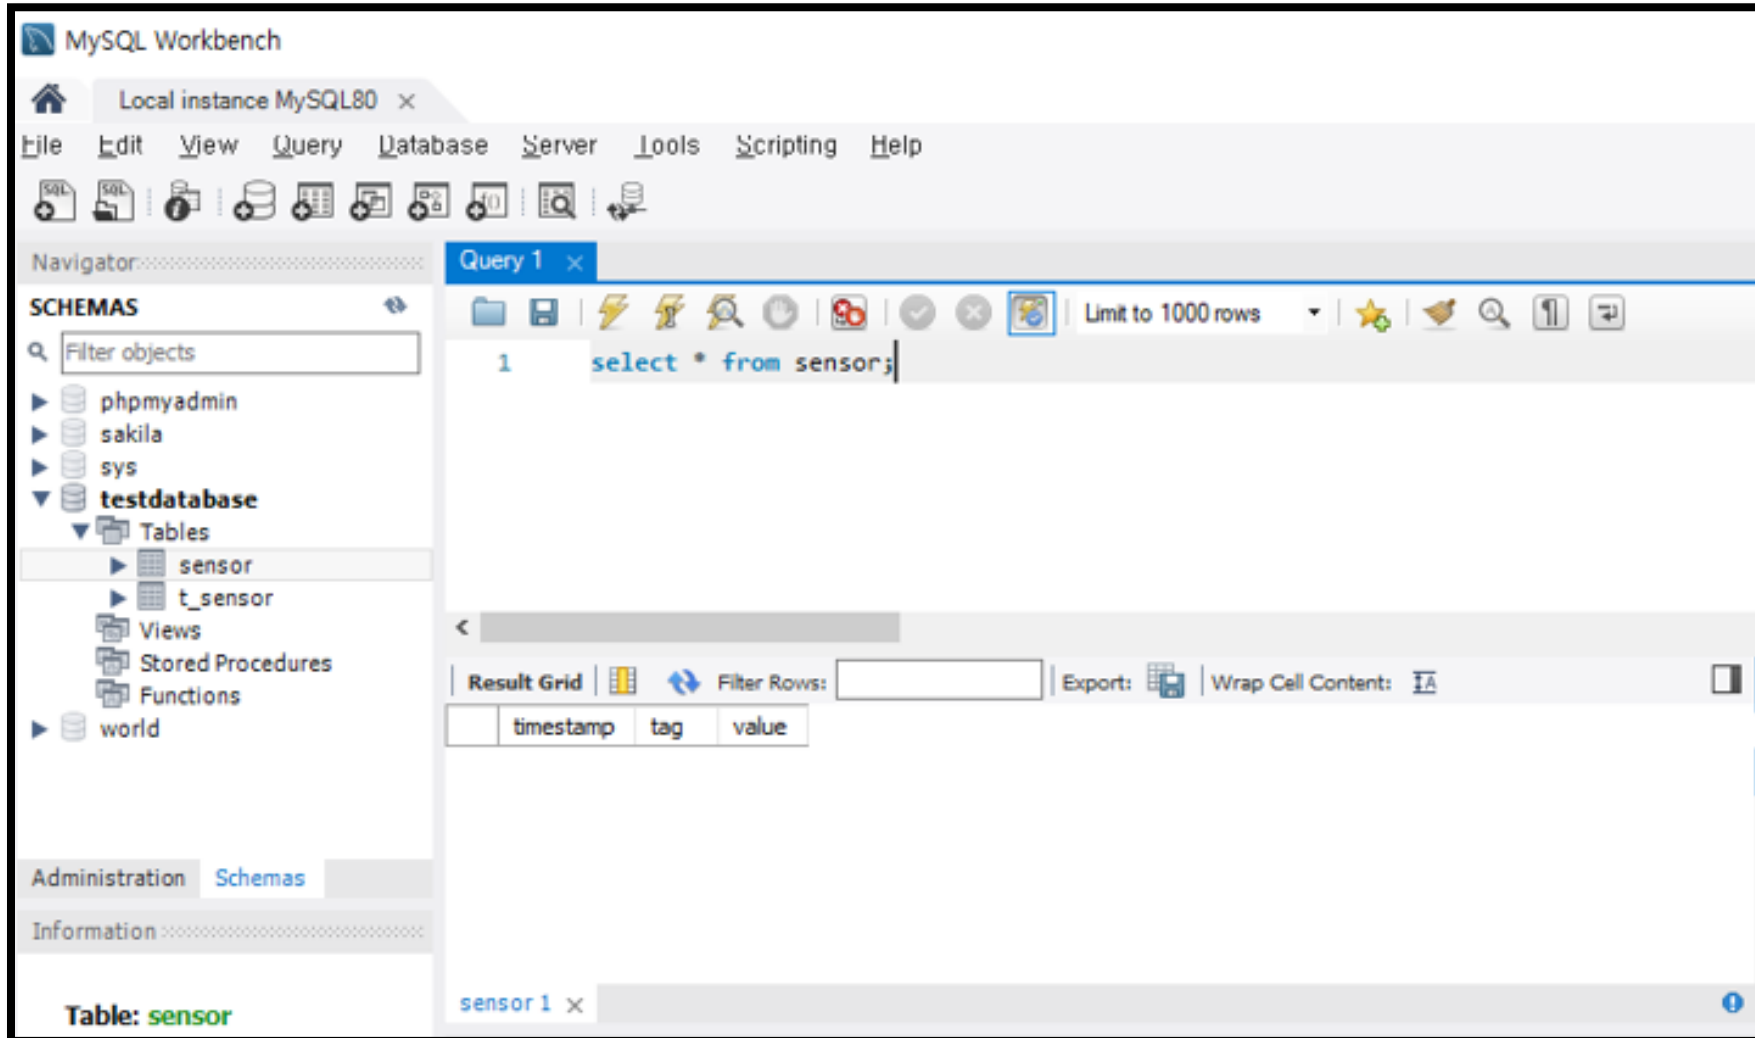 MySQL Workbench
Local instance MySQL80
File Edit View Query Database Server Tools Scripting Help
Navigator
SCHEMAS
Filter objects
phpmyadmin
sakila
sys
testdatabase
Tables
sensor
t_sensor
Views
Stored Procedures
Functions
world
Administration Schemas
Information
Table: sensor
Query 1
Limit to 1000 rows
1 select * from sensor;
Result Grid Filter Rows: Export: Wrap Cell Content:
timestamp tag value
sensor 1